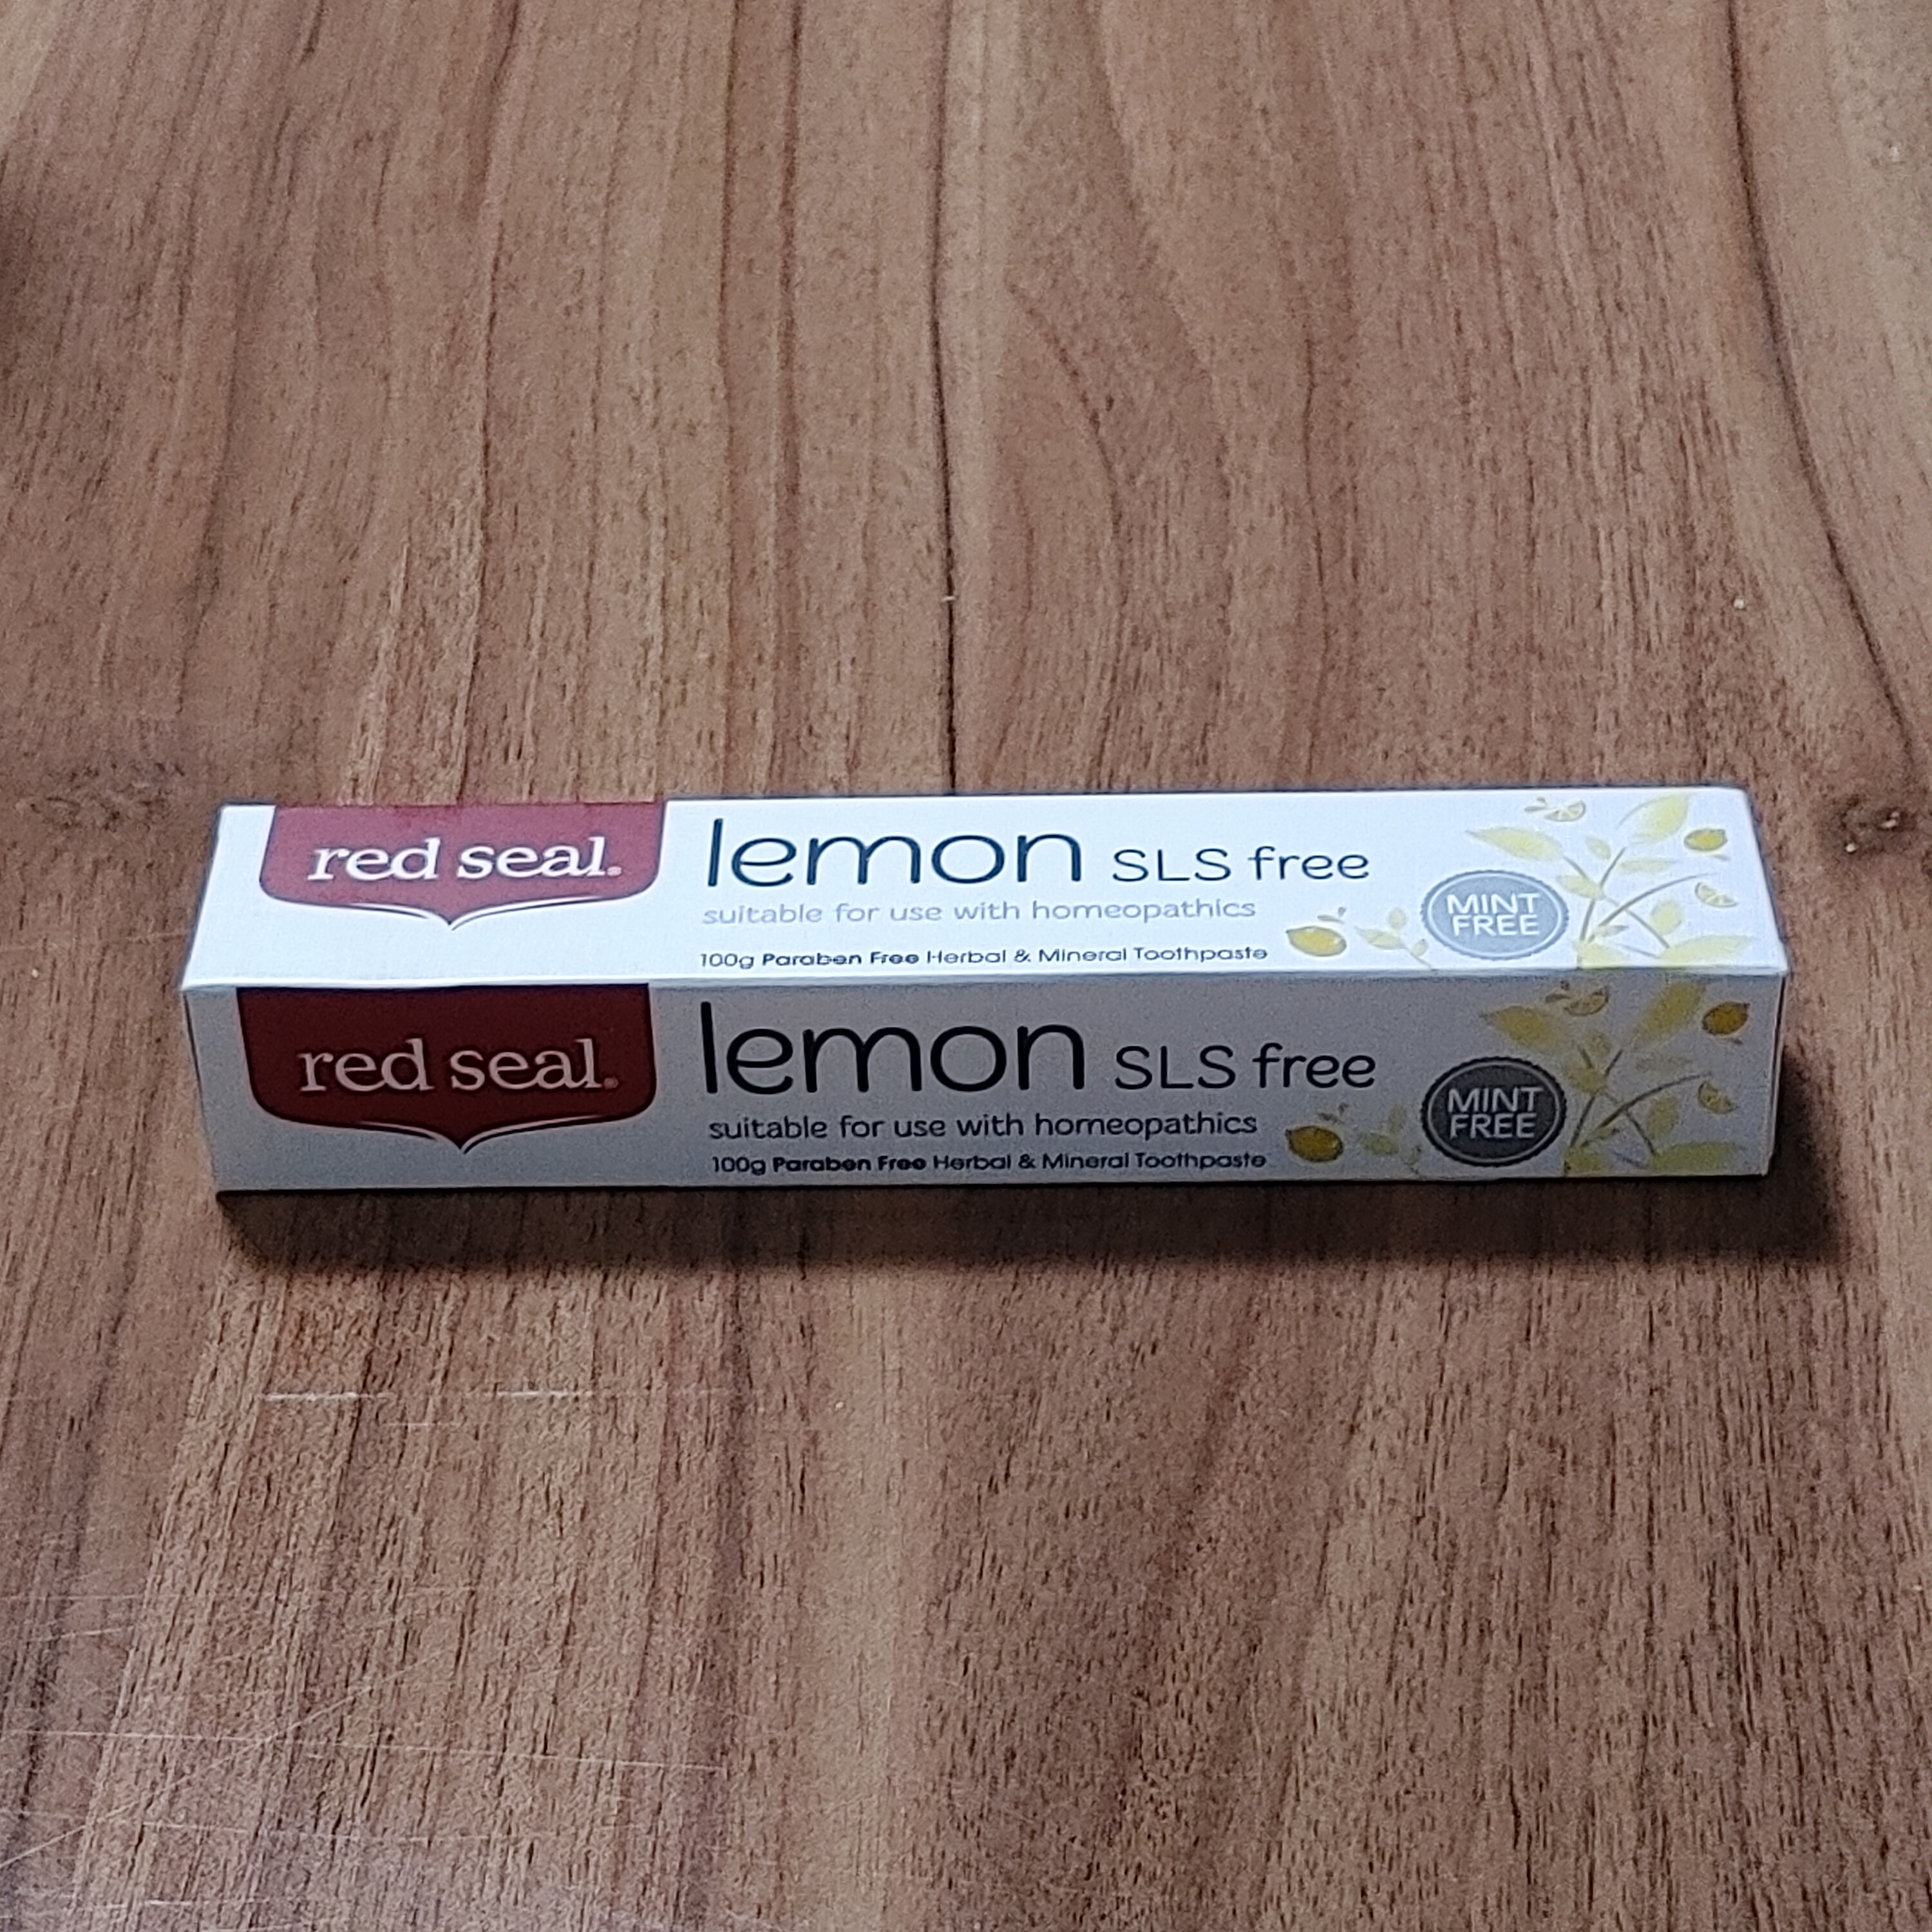 red seal.
lemon SLS free
suitable for use with homeopathics
MINT
FREE
100g Paraben Free Herbal & Mineral Toothpaste
red seal.
lemon SLS free
suitable for use with homeopathics
MINT
FREE
100g Paraben Free Herbal & Mineral Toothpaste